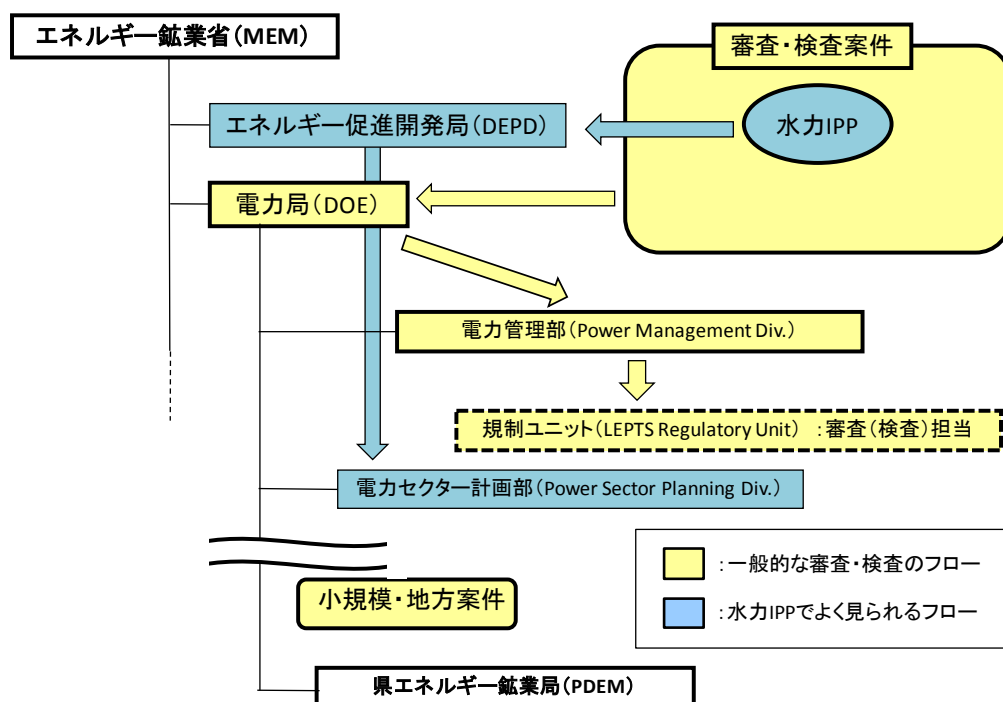 エネルギー鉱業省(MEM)
審査・検査案件
エネルギー促進開発局(DEPD)
水力IPP
電力局(DOE)
電力管理部(Power Management Div.)
規制ユニット(LEPTS Regulatory Unit) :審査(検査)担当
電力セクター計画部(Power Sector Planning Div.)
:一般的な審査・検査のフロー
小規模・地方案件
:水力IPPでよく見られるフロー
県エネルギー鉱業局(PDEM)